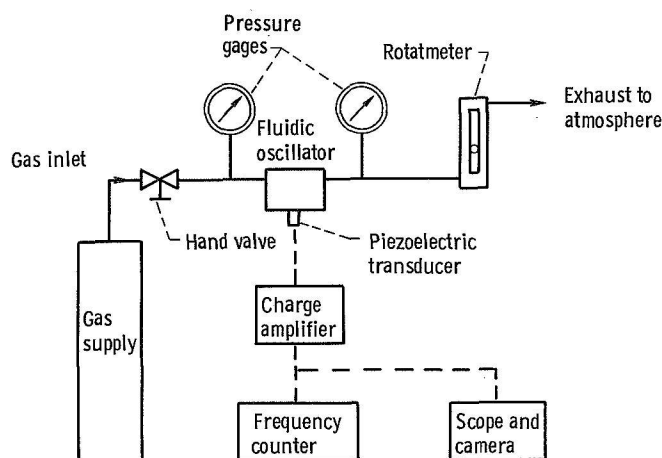 Pressure
gages
Rotatmeter
Exhaust to
atmosphere
Fluidic
oscillator
Gas inlet
Hand valve
Piezoelectric
transducer
Gas
supply
Charge
amplifier
Frequency
counter
Scope and
camera